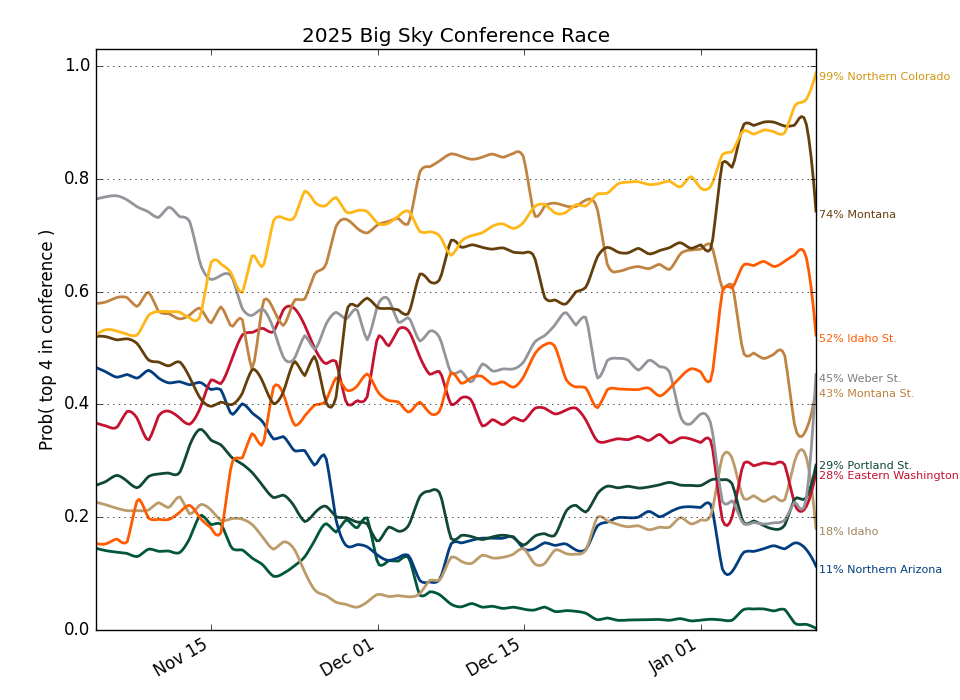 2025 Big Sky Conference Race
Prob( top 4 in conference )
1.0
0.8
0.6
0.4
0.2
0.0
Nov 15
Dec 01
Dec 15
Jan 01
99% Northern Colorado
74% Montana
52% Idaho St.
45% Weber St.
43% Montana St.
29% Portland St.
28% Eastern Washington
18% Idaho
11% Northern Arizona